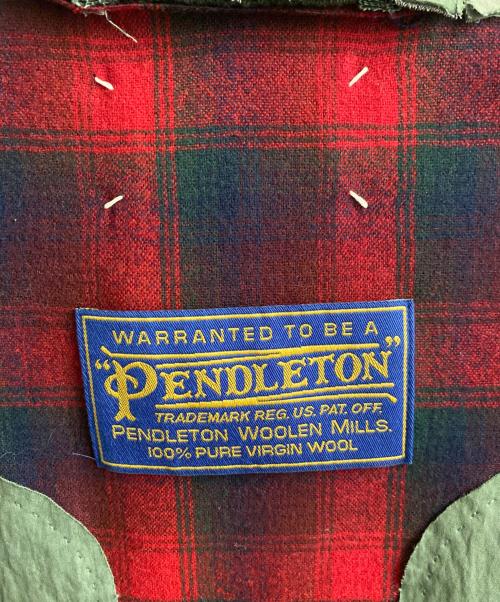 WARRANTED TO BE A
"PENDLETON"
TRADEMARK REG. US. PAT. OFF.
PENDLETON WOOLEN MILLS.
100% PURE VIRGIN WOOL